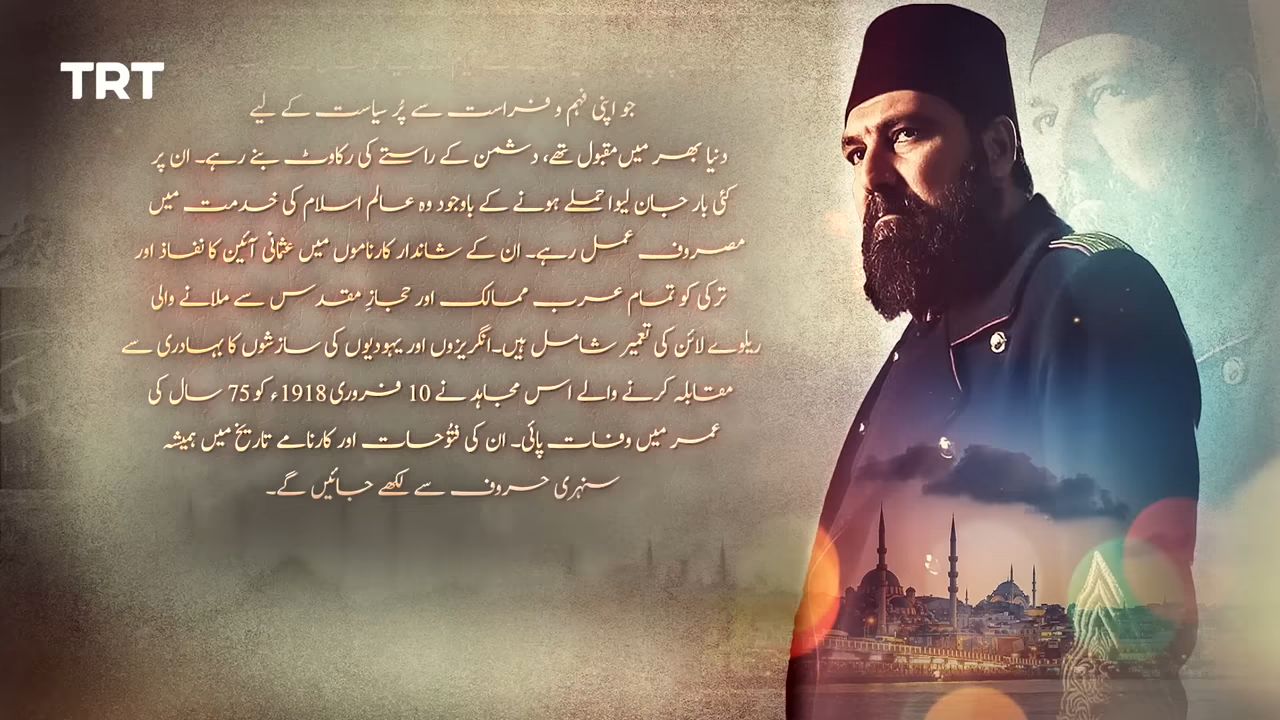 TRT
جو اپنی فہم و فراست سے پُر سیاست کے لیے
دنیا بھر میں مقبول تھے، دشمن کے راستے کی رکاوٹ بنے رہے۔ ان پر
کئی بار جان لیوا حملے ہونے کے باوجود وہ عالم اسلام کی خدمت میں
مصروف عمل رہے۔ ان کے شاندار کارناموں میں عثمانی آئین کا نفاذ اور
ترکی کو تمام عرب ممالک اور حجازِ مقدس سے ملانے والی
ریلوے لائن کی تعمیر شامل ہیں۔انگریزوں اور یہودیوں کی سازشوں کا بہادری سے
مقابلہ کرنے والے اس مجاہد نے 10 فروری 1918ء کو 75 سال کی
عمر میں وفات پائی۔ ان کی فتُوحات اور کارنامے تاریخ میں ہمیشہ
سنہری حروف سے لکھے جائیں گے۔